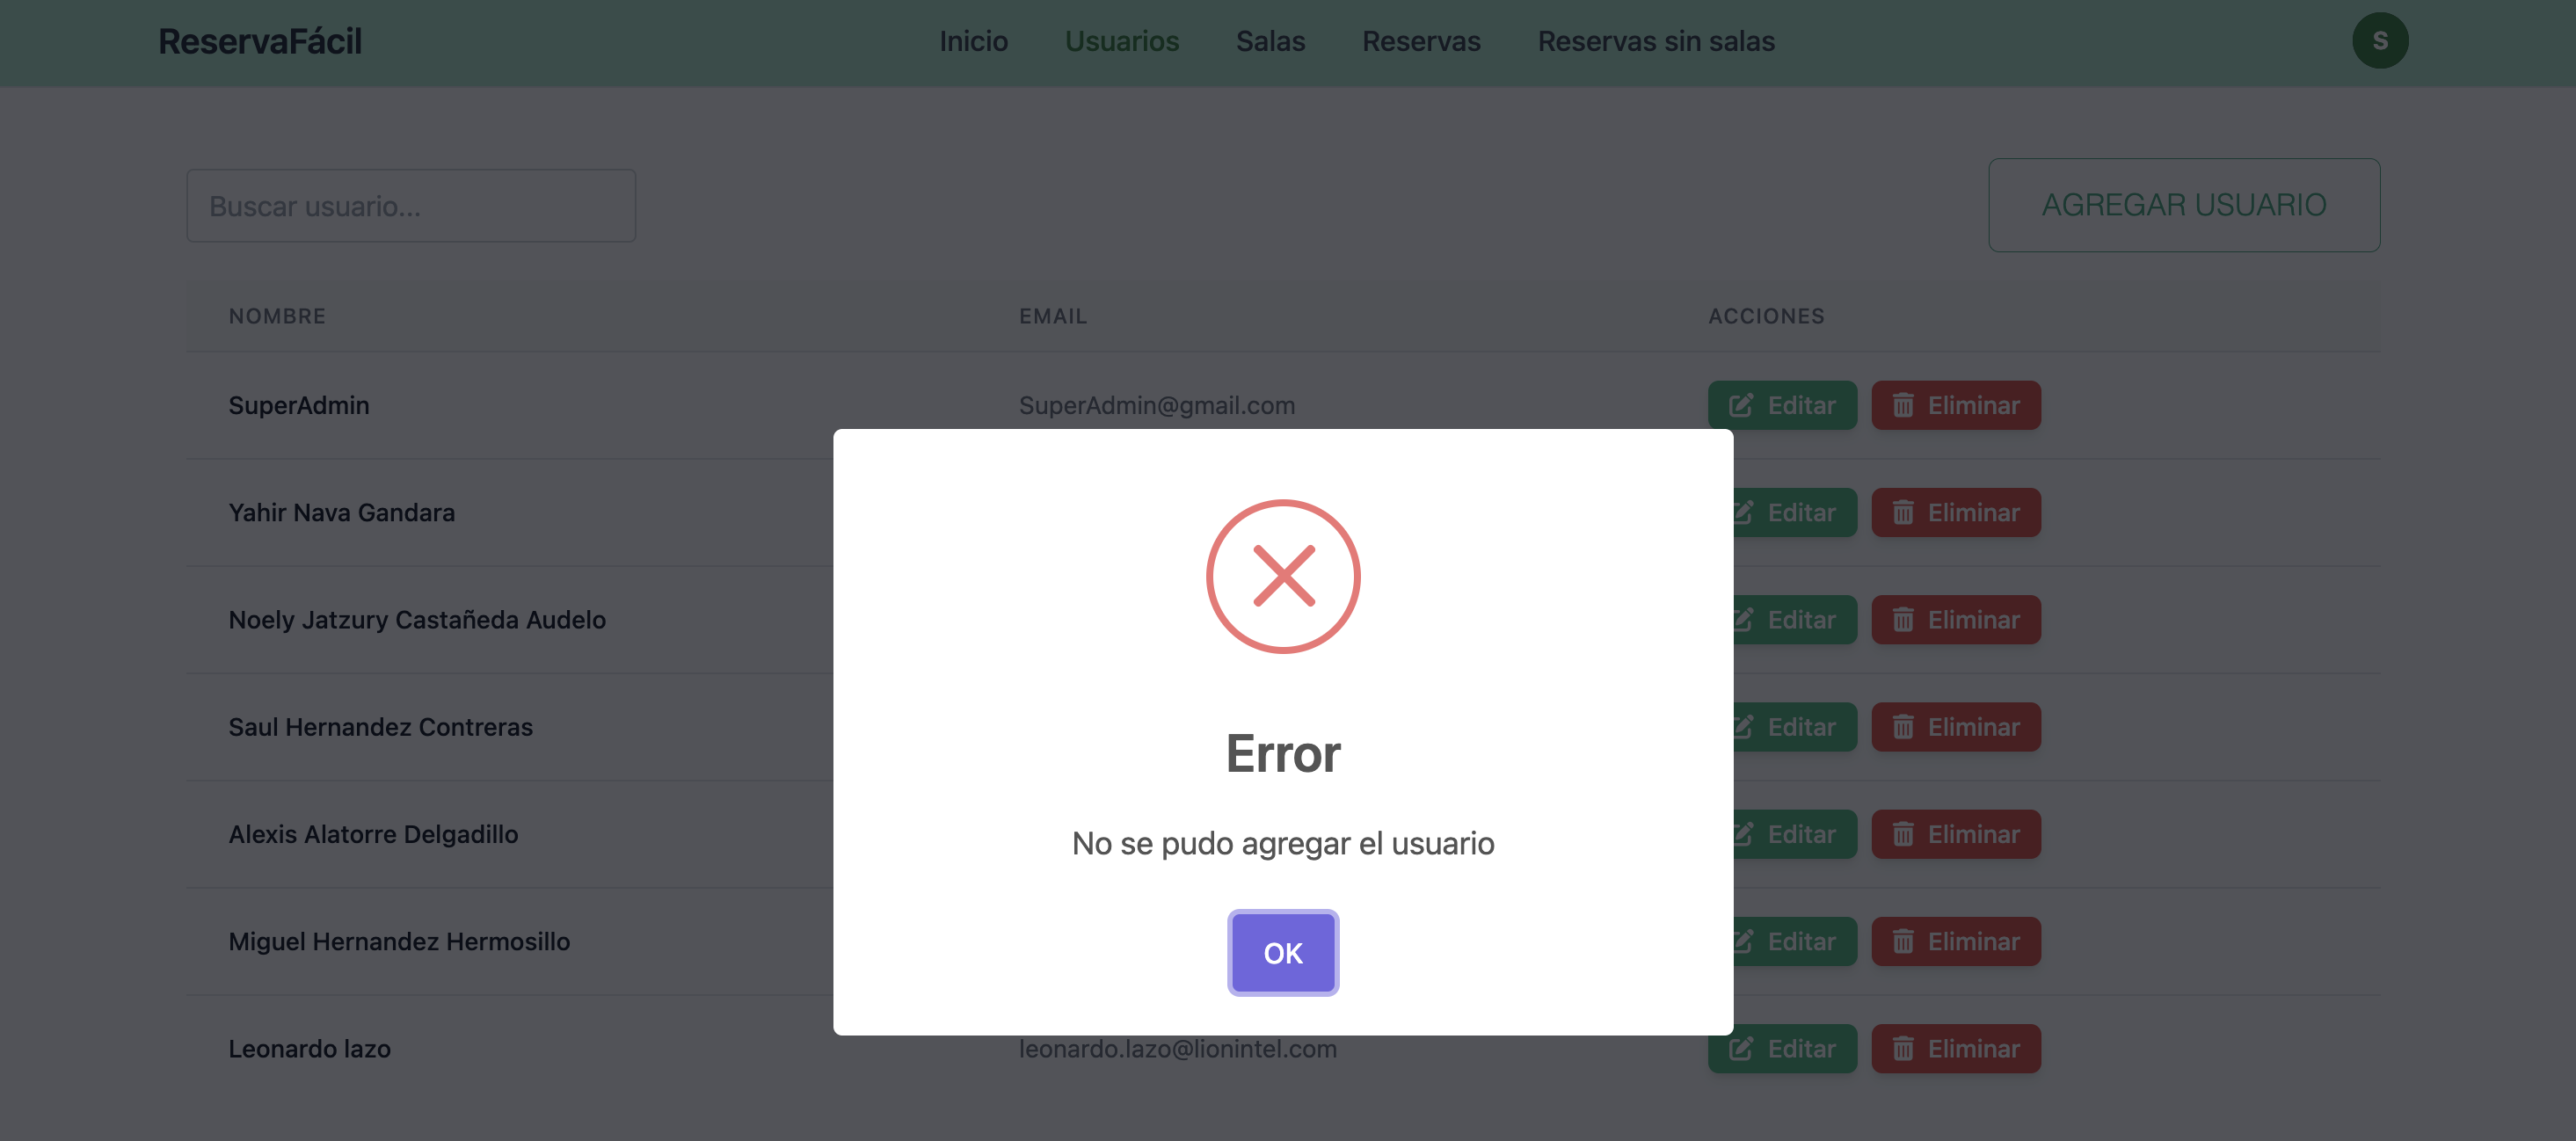 ReservaFácil Inicio Usuarios Salas Reservas Reservas sin salas S
Buscar usuario... AGREGAR USUARIO
NOMBRE EMAIL ACCIONES
SuperAdmin SuperAdmin@gmail.com Editar Eliminar
Yahir Nava Gandara Editar Eliminar
Noely Jatzury Castañeda Audelo Editar Eliminar
Saul Hernandez Contreras Editar Eliminar
Alexis Alatorre Delgadillo Editar Eliminar
Miguel Hernandez Hermosillo Editar Eliminar
Leonardo lazo leonardo.lazo@lionintel.com Editar Eliminar
Error
No se pudo agregar el usuario
OK